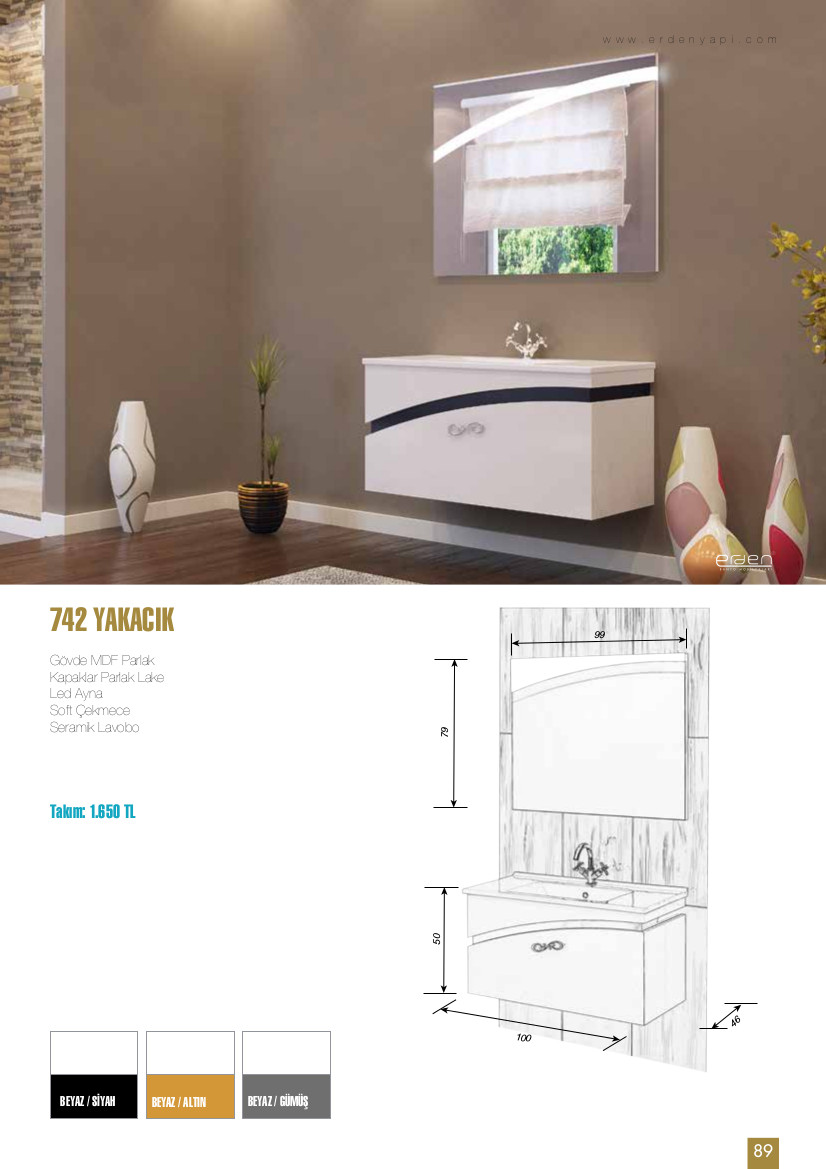 www.erdenyapi.com
erden
742 YAKACIK
Gövde MDF Parlak
Kapaklar Parlak Lake
Led Ayna
Soft Çekmece
Seramik Lavobo
Takım: 1.650 TL
99
79
50
100
46
BEYAZ / SİYAH
BEYAZ / ALTIN
BEYAZ / GÜMÜŞ
89